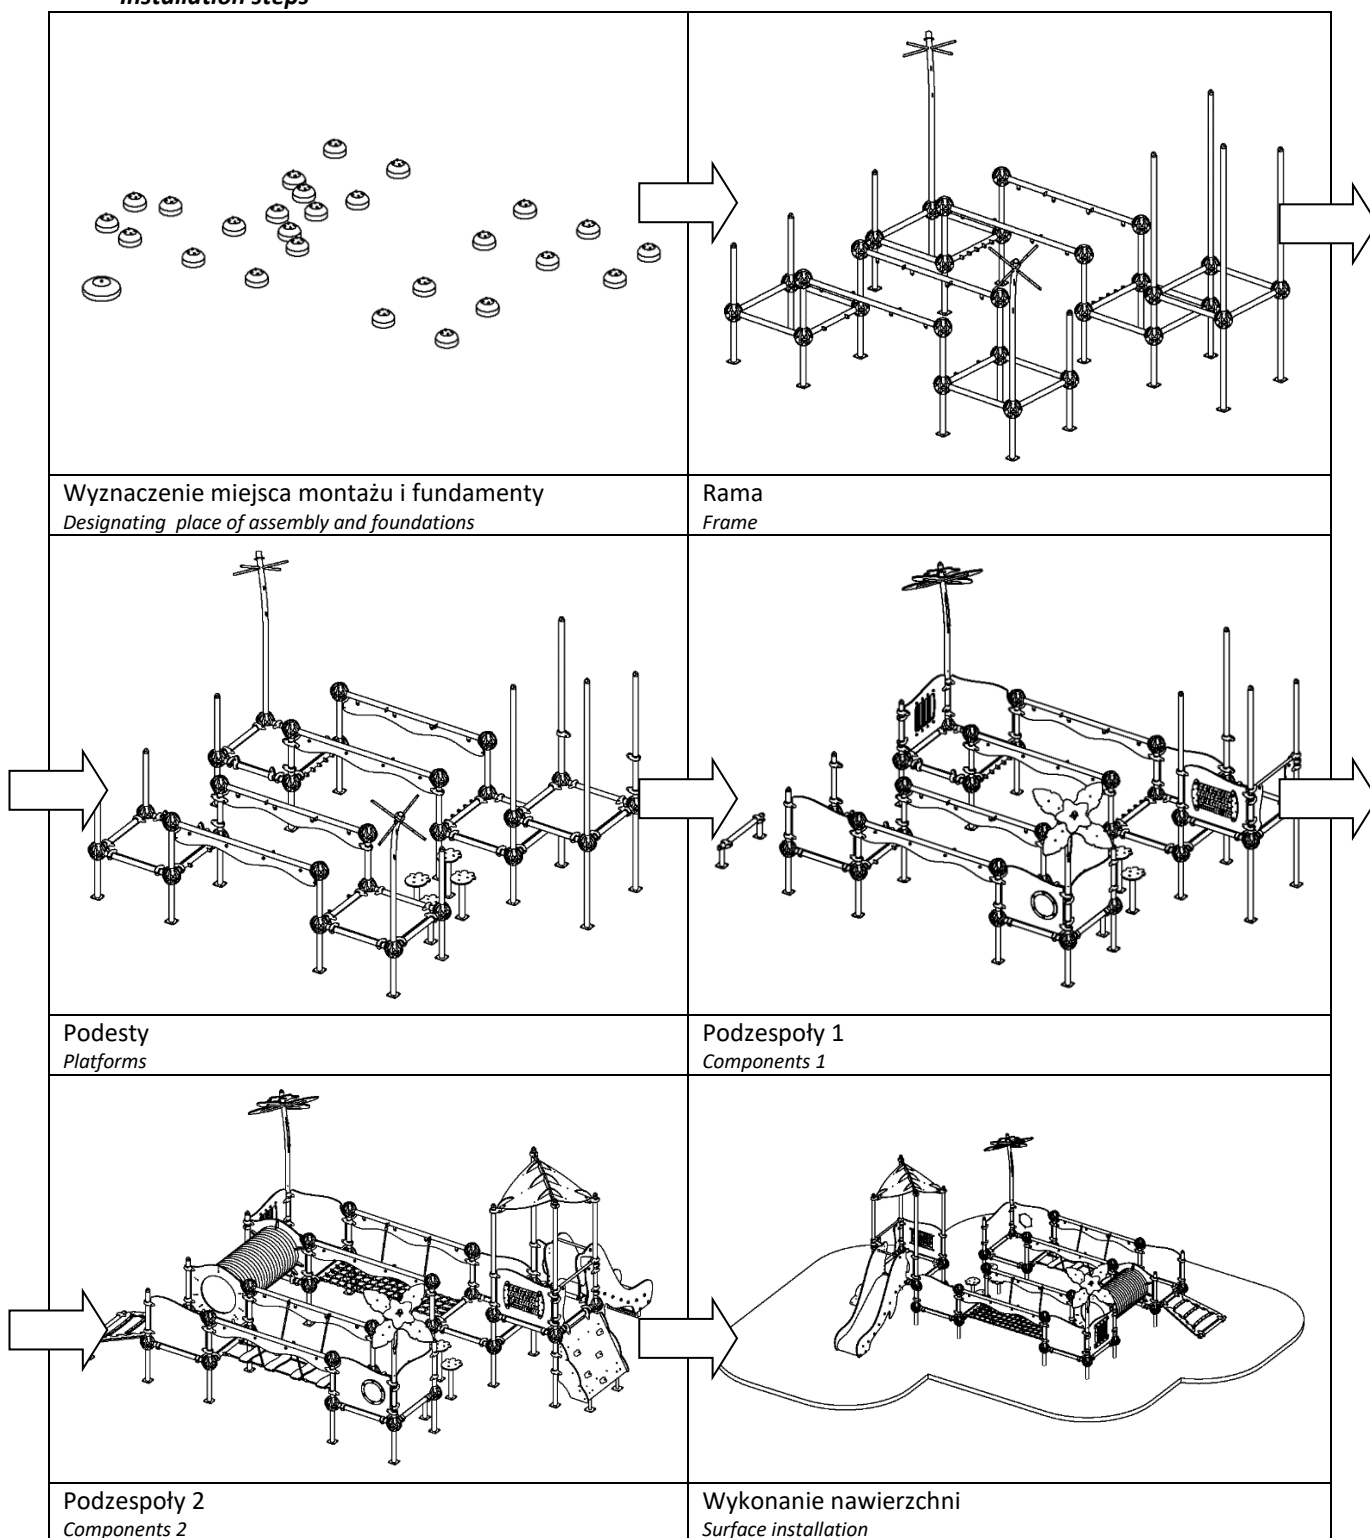 Installation steps
Wyznaczenie miejsca montażu i fundamenty
Designating place of assembly and foundations
Rama
Frame
Podesty
Platforms
Podzespoły 1
Components 1
Podzespoły 2
Components 2
Wykonanie nawierzchni
Surface installation